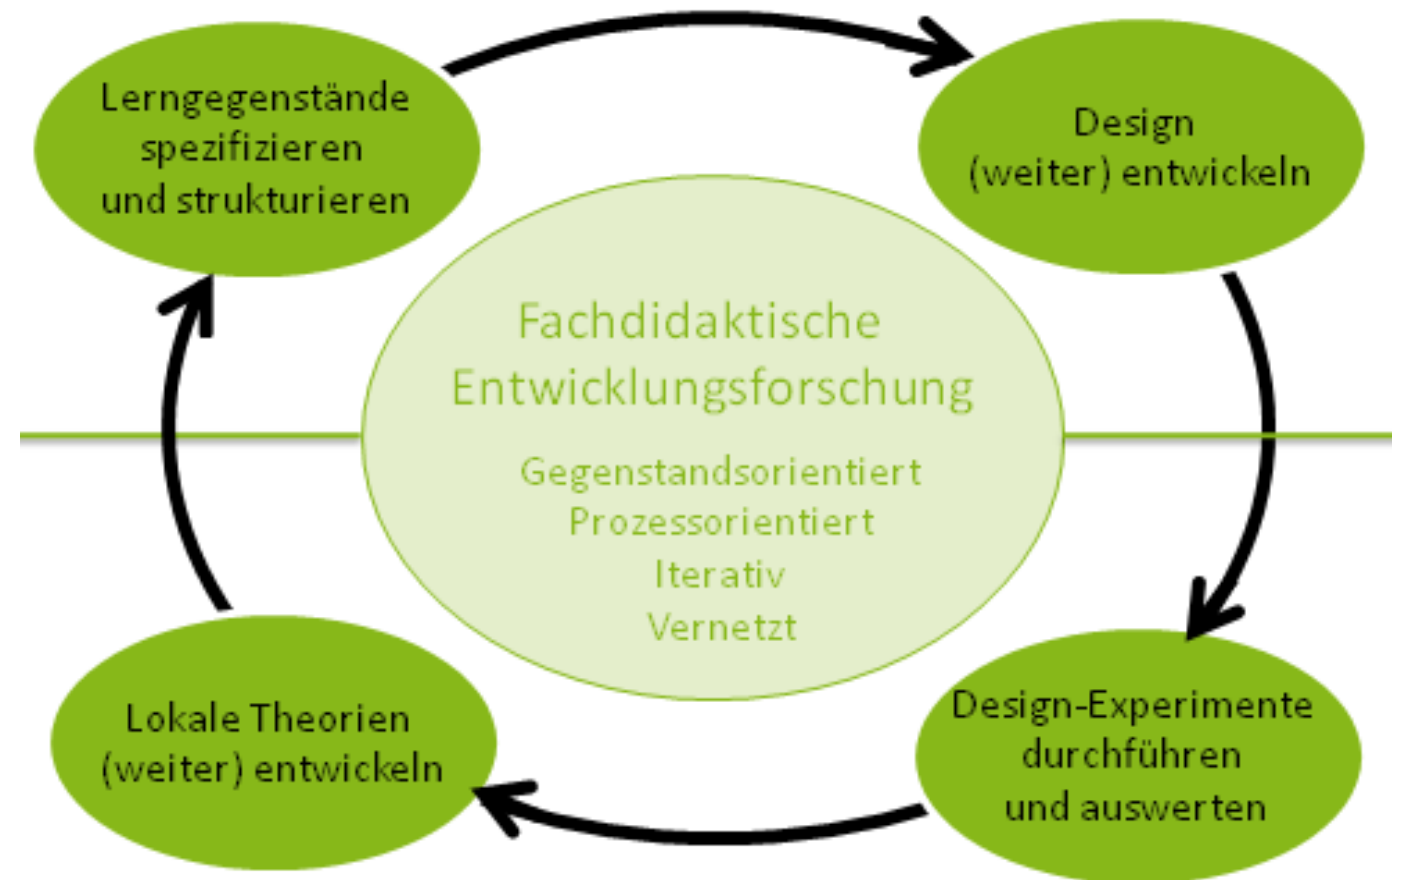 Lerngegenstände
spezifizieren
und strukturieren
Design
(weiter) entwickeln
Fachdidaktische
Entwicklungsforschung
Gegenstandsorientiert
Prozessorientiert
Iterativ
Vernetzt
Lokale Theorien
(weiter) entwickeln
Design-Experimente
durchführen
und auswerten